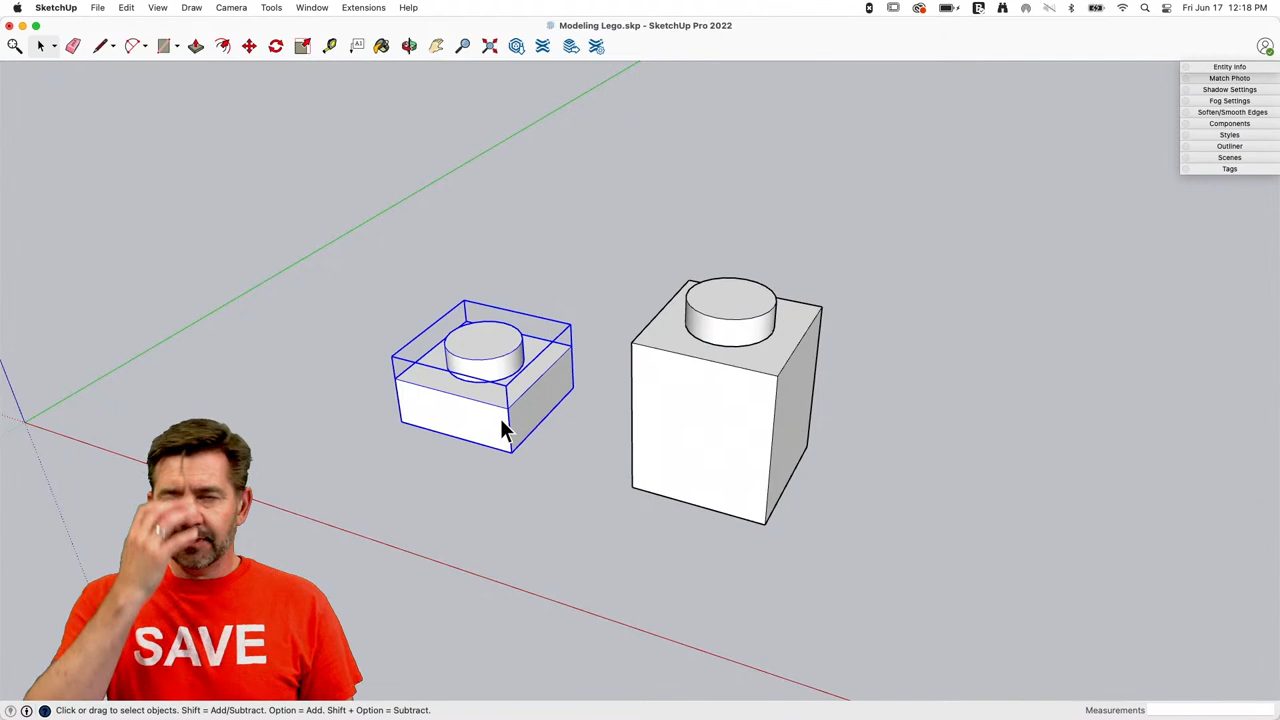 SketchUp File Edit View Draw Camera Tools Window Extensions Help Fri Jun 17 12:18 PM
Modeling Lego.skp - SketchUp Pro 2022
Entity Info
Match Photo
Shadow Settings
Fog Settings
Soften/Smooth Edges
Components
Styles
Outliner
Scenes
Tags
SAVE
Click or drag to select objects. Shift = Add/Subtract. Option = Add. Shift + Option = Subtract. Measurements